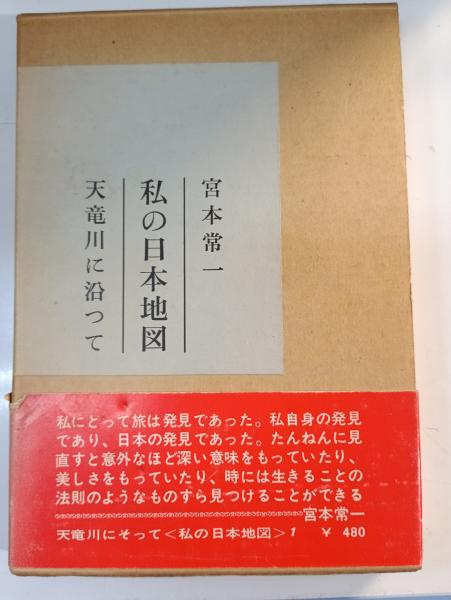 宮本常一
私の日本地図
天竜川に沿つて
私にとって旅は発見であった。私自身の発見
であり、日本の発見であった。たんねんに見
直すと意外なほど深い意味をもっていたり、
美しさをもっていたり、時には生きることの
法則のようなものすら見つけることができる
宮本常一
天竜川にそって<私の日本地図>1 ¥ 480